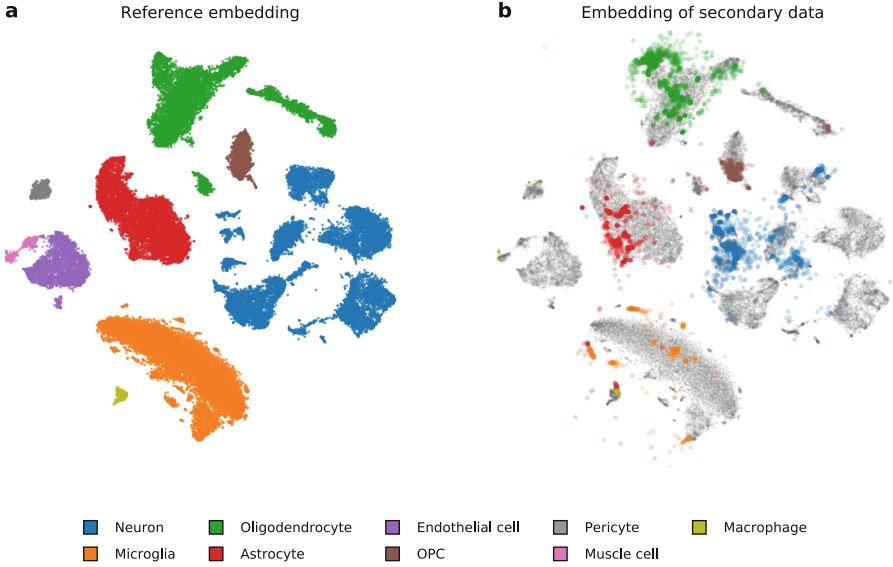 a Reference embedding
b Embedding of secondary data
Neuron Oligodendrocyte Endothelial cell Pericyte Macrophage
Microglia Astrocyte OPC Muscle cell